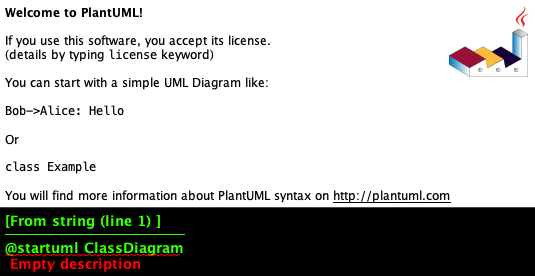 Welcome to PlantUML!
If you use this software, you accept its license.
(details by typing license keyword)
You can start with a simple UML Diagram like:
Bob->Alice: Hello
Or
class Example
You will find more information about PlantUML syntax on http://plantuml.com
[From string (line 1) ]
@startuml ClassDiagram
Empty description